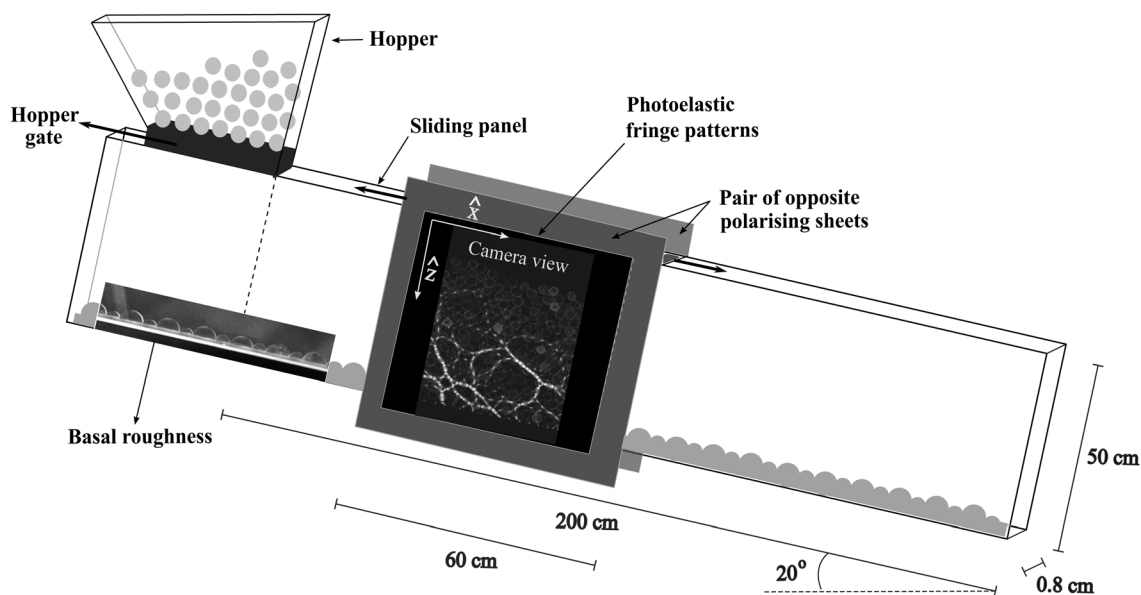 Hopper
Hopper
gate
Sliding panel
Photoelastic
fringe patterns
Pair of opposite
polarising sheets
x̂
Camera view
ẑ
Basal roughness
50 cm
200 cm
60 cm
20°
0.8 cm